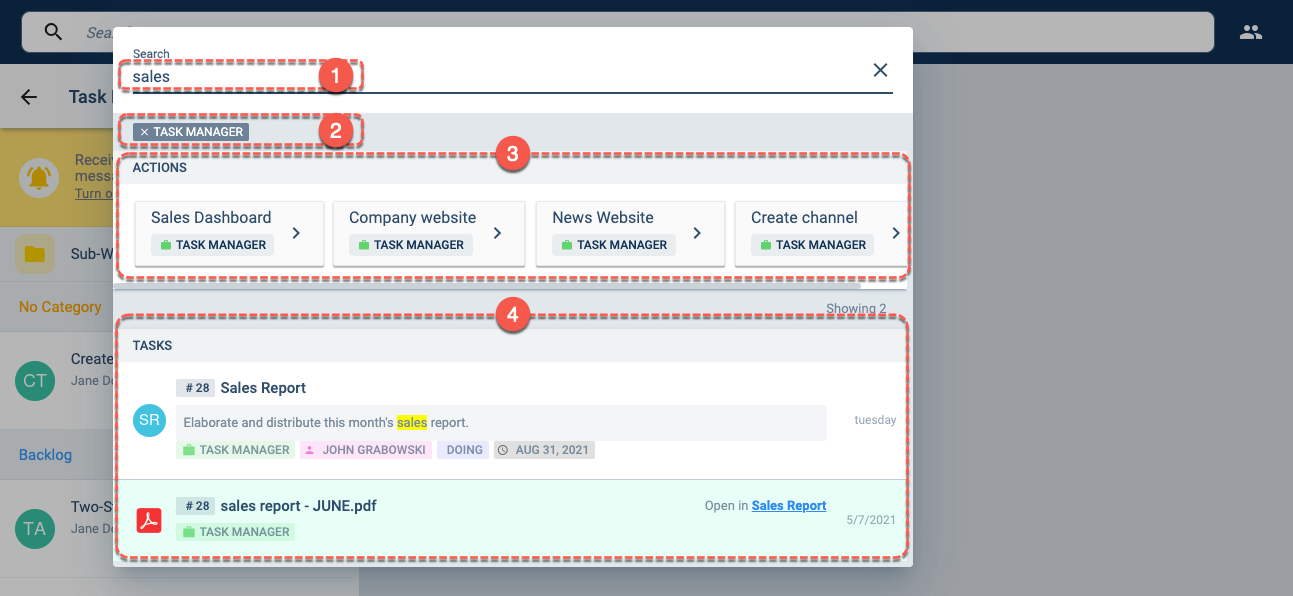 Sea
Search
sales
1
× TASK MANAGER
2
3
ACTIONS
Sales Dashboard
TASK MANAGER
Company website
TASK MANAGER
News Website
TASK MANAGER
Create channel
TASK MANAGER
Showing 2
4
TASKS
# 28 Sales Report
SR
Elaborate and distribute this month's sales report.
tuesday
TASK MANAGER JOHN GRABOWSKI DOING AUG 31, 2021
# 28 sales report - JUNE.pdf
Open in Sales Report
5/7/2021
TASK MANAGER
Task
Recei
messa
Turn o
Sub-W
No Category
CT
Create
Jane Do
Backlog
TA
Two-S
Jane Do